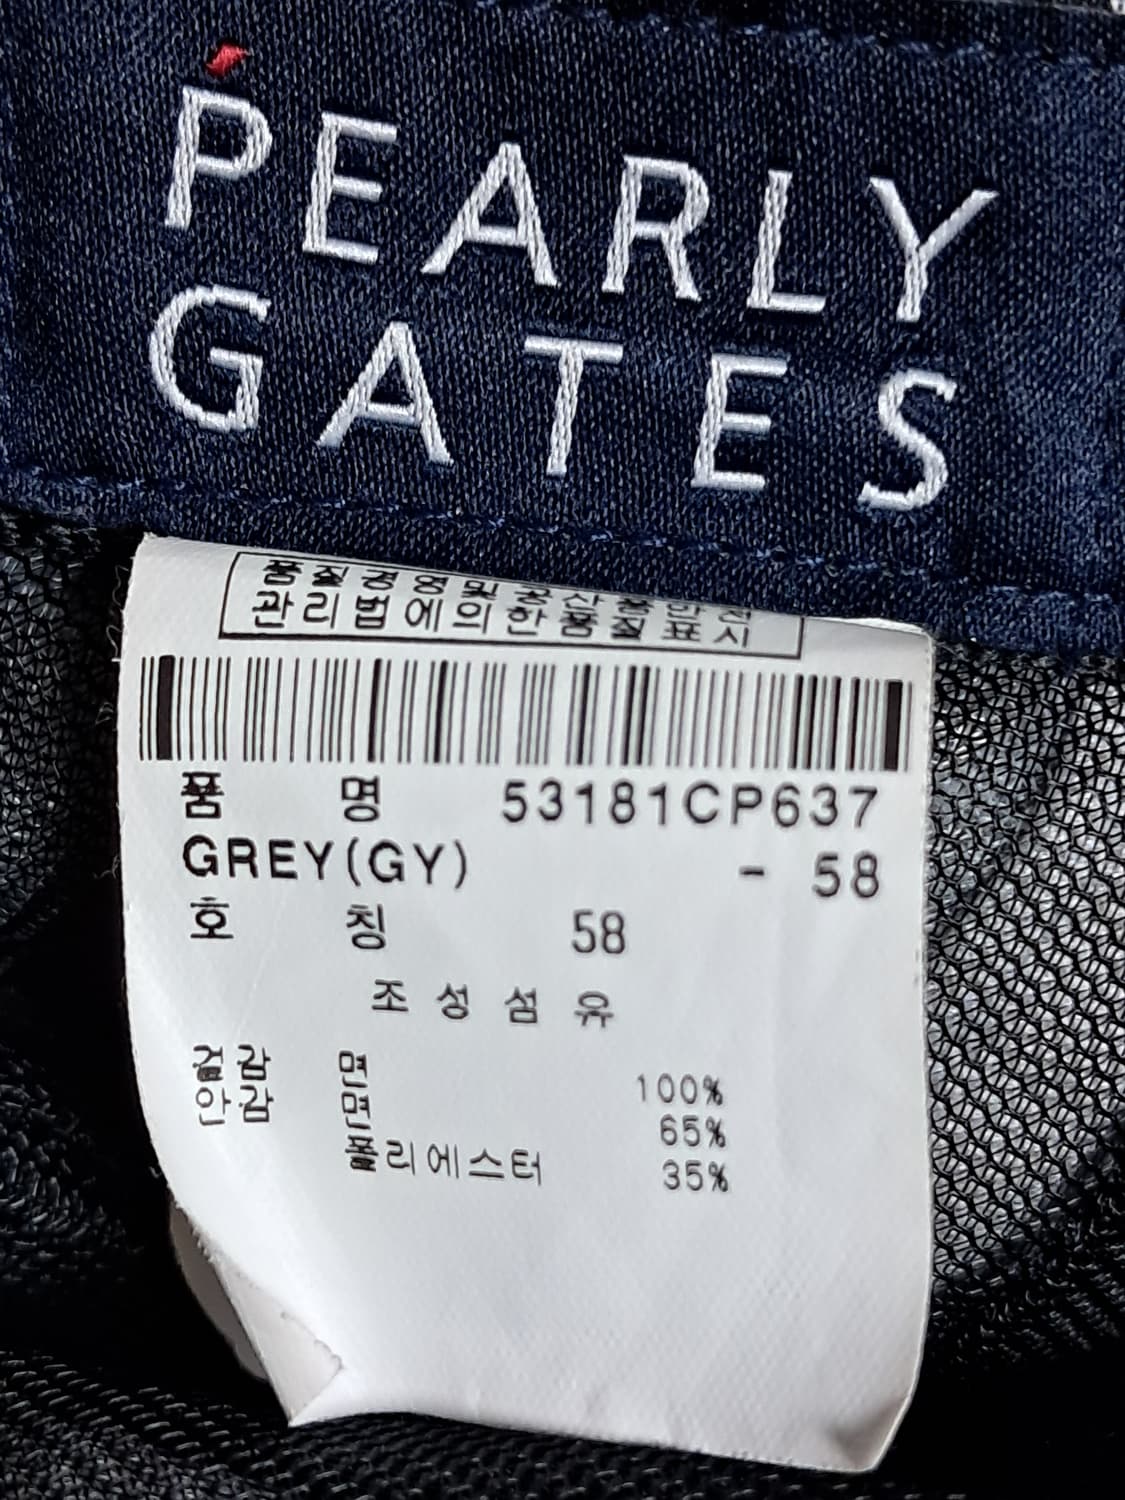 PEARLY
GATES
품질경영및공산품안전
관리법에의한품질표시
품 명 53181CP637
GREY(GY) - 58
호 칭 58
조성섬유
겉감 면 100%
안감 면 65%
폴리에스터 35%